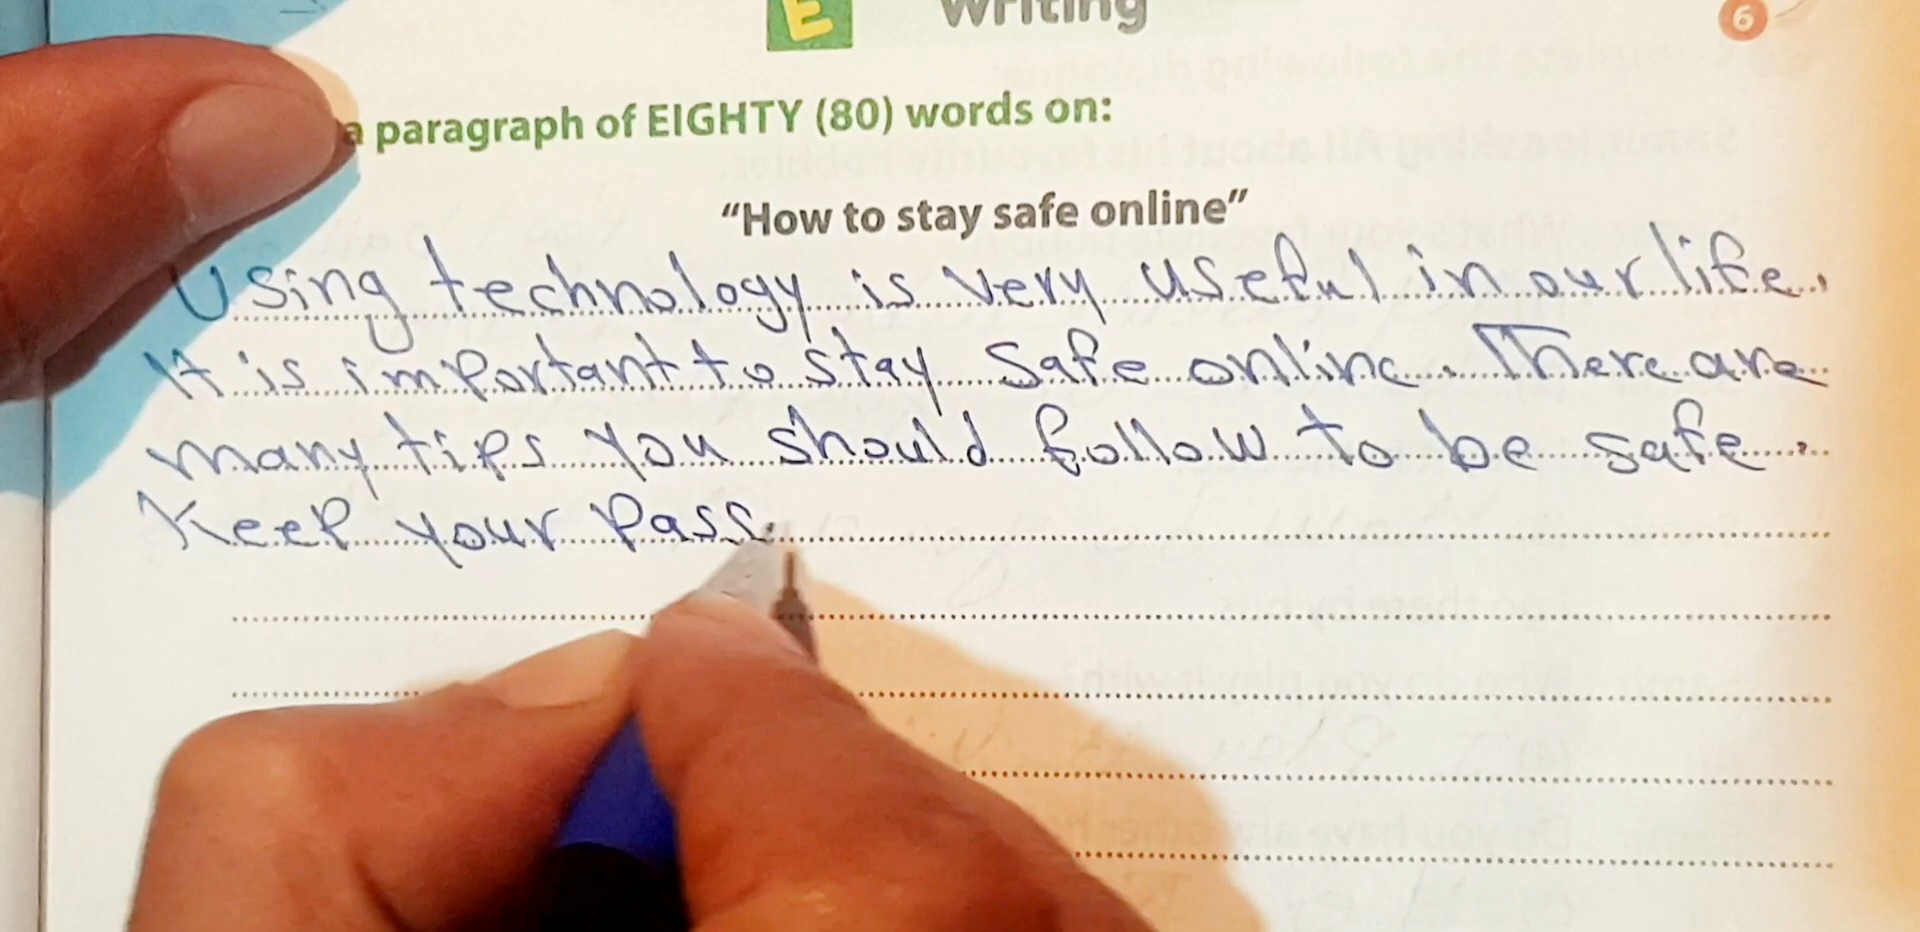 E Writing 6
a paragraph of EIGHTY (80) words on:
“How to stay safe online”
Using technology is very useful in our life.
It is important to stay safe online. There are
many tips you should follow to be safe.
Keep your pass